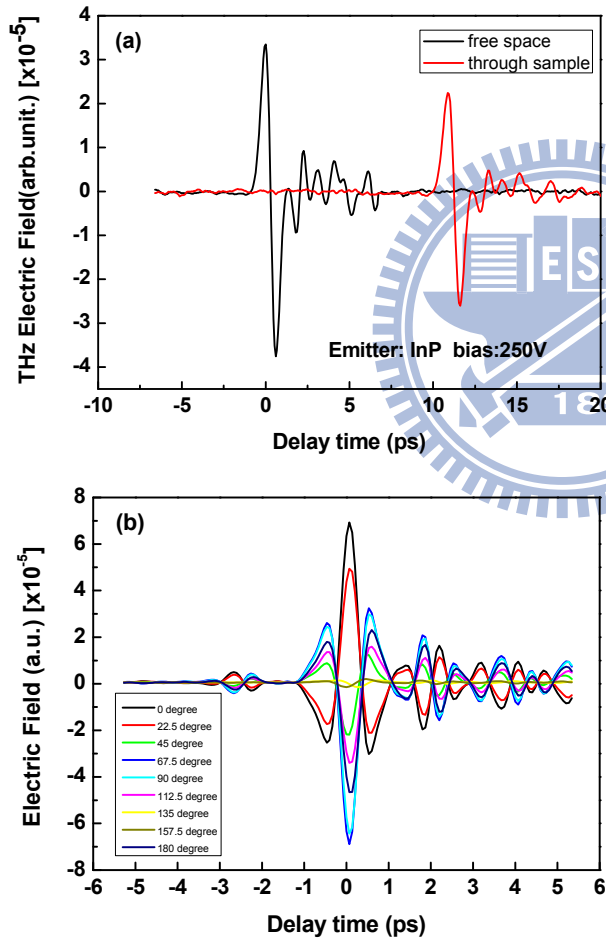 (a)
free space
through sample
THz Electric Field(arb.unit.) [x10-5]
4
3
2
1
0
-1
-2
-3
-4
Emitter: InP bias:250V
ES
18
-10 -5 0 5 10 15 20
Delay time (ps)
(b)
Electric Field (a.u.) [x10-5]
8
6
4
2
0
-2
-4
-6
-8
0 degree
22.5 degree
45 degree
67.5 degree
90 degree
112.5 degree
135 degree
157.5 degree
180 degree
-6 -5 -4 -3 -2 -1 0 1 2 3 4 5 6
Delay time (ps)